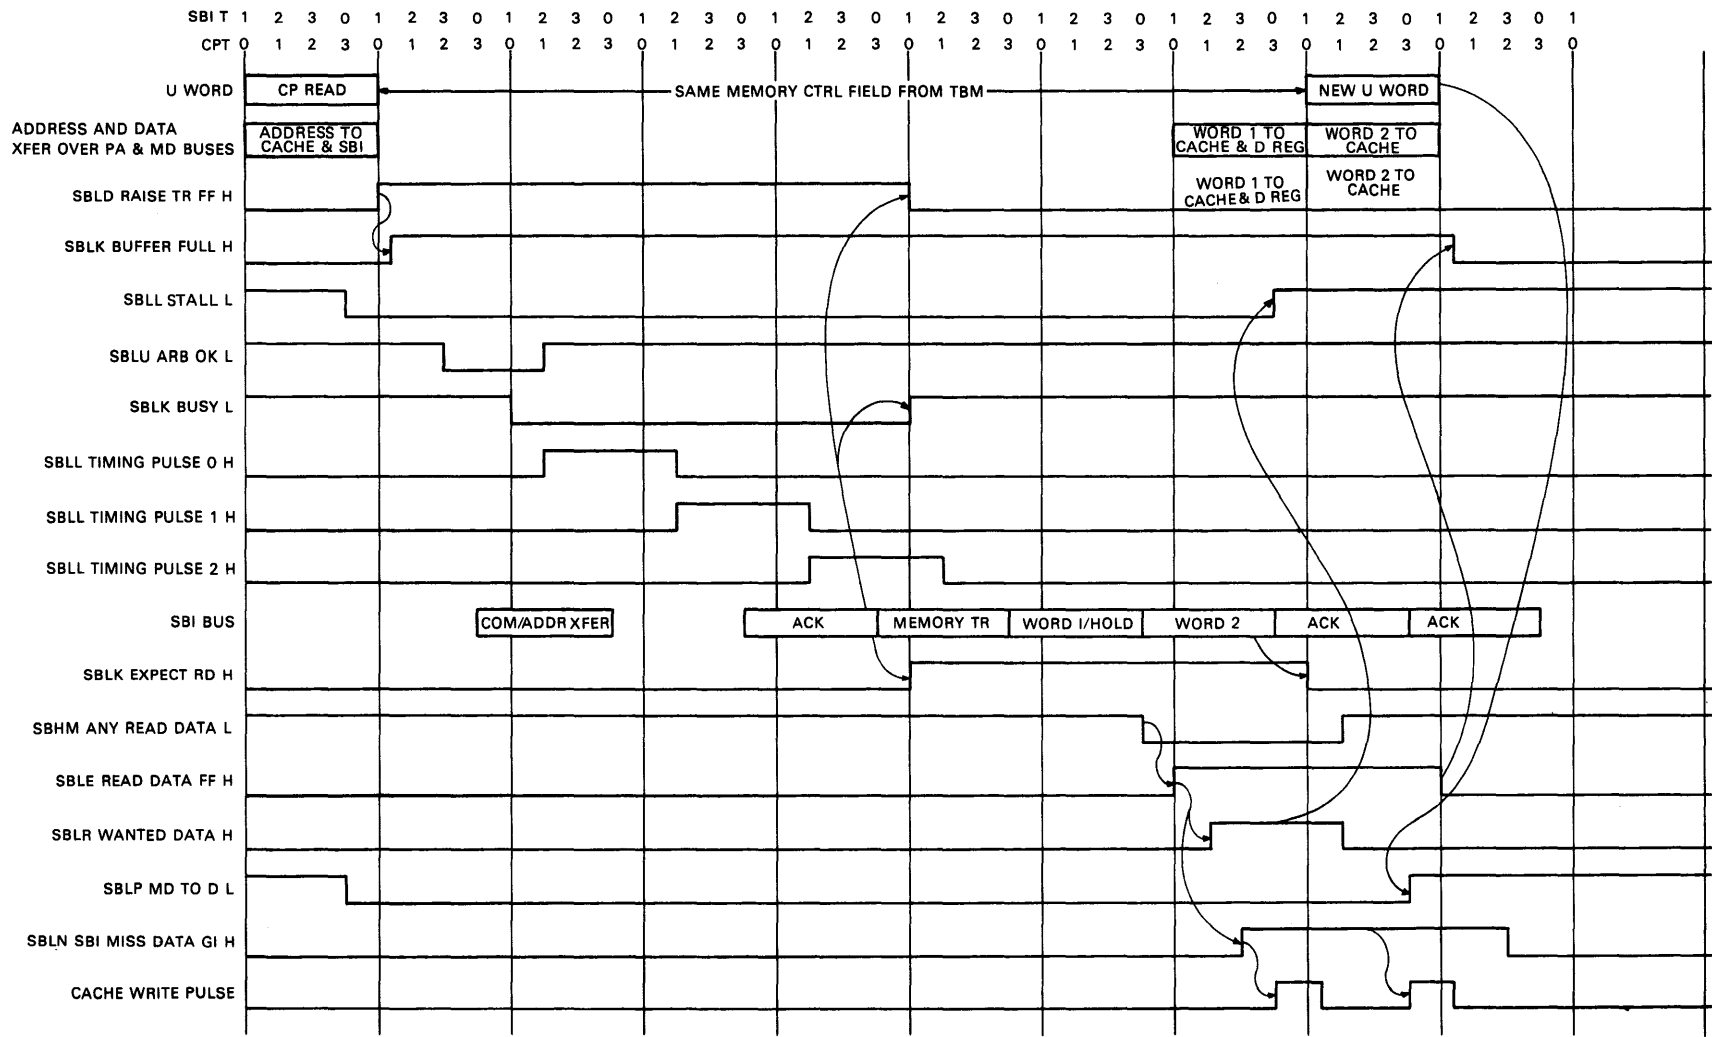 SBI T 1 2 3 0 1 2 3 0 1 2 3 0 1 2 3 0 1 2 3 0 1 2 3 0 1 2 3 0 1 2 3 0 1 2 3 0 1 2 3 0 1
CPT 0 1 2 3 0 1 2 3 0 1 2 3 0 1 2 3 0 1 2 3 0 1 2 3 0 1 2 3 0 1 2 3 0 1 2 3 0 1 2 3 0
U WORD CP READ SAME MEMORY CTRL FIELD FROM TBM NEW U WORD
ADDRESS AND DATA
XFER OVER PA & MD BUSES
ADDRESS TO
CACHE & SBI
WORD 1 TO
CACHE & D REG
WORD 2 TO
CACHE
SBLD RAISE TR FF H
WORD 1 TO
CACHE & D REG
WORD 2 TO
CACHE
SBLK BUFFER FULL H
SBLL STALL L
SBLU ARB OK L
SBLK BUSY L
SBLL TIMING PULSE 0 H
SBLL TIMING PULSE 1 H
SBLL TIMING PULSE 2 H
SBI BUS COM/ADDR XFER ACK MEMORY TR WORD I/HOLD WORD 2 ACK ACK
SBLK EXPECT RD H
SBHM ANY READ DATA L
SBLE READ DATA FF H
SBLR WANTED DATA H
SBLP MD TO D L
SBLN SBI MISS DATA GI H
CACHE WRITE PULSE